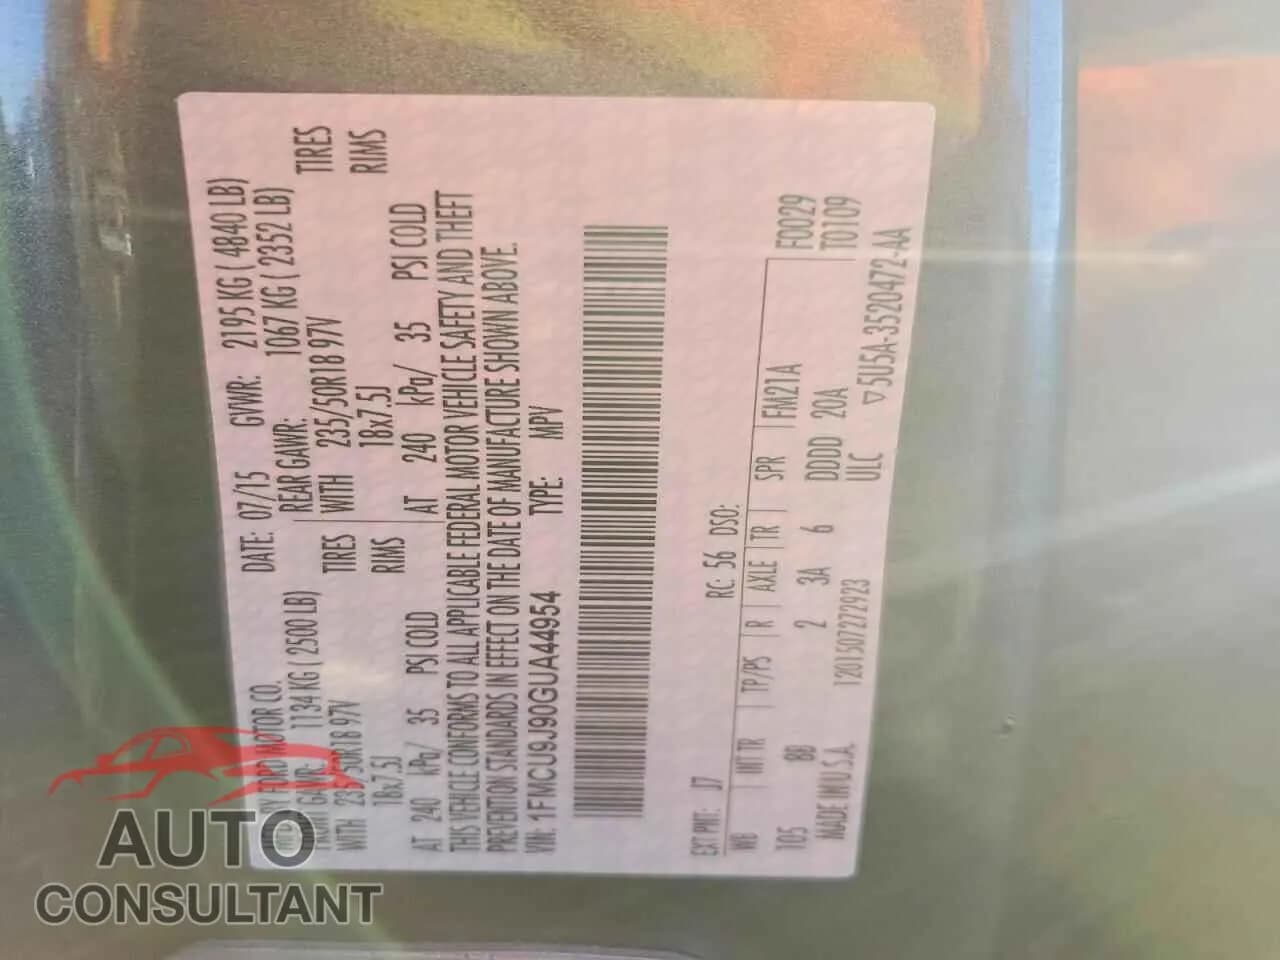 DATE: 07/15 GVWR: 2195 KG ( 4840 LB)
MOTOR CO.
GAWR: 1134 KG ( 2500 LB) REAR GAWR: 1067 KG ( 2352 LB)
WITH 235/50R18 97V TIRES WITH 235/50R18 97V TIRES
18x7.5J RIMS 18x7.5J RIMS
AT 240 kPa/ 35 PSI COLD AT 240 kPa/ 35 PSI COLD
THIS VEHICLE CONFORMS TO ALL APPLICABLE FEDERAL MOTOR VEHICLE SAFETY AND THEFT
PREVENTION STANDARDS IN EFFECT ON THE DATE OF MANUFACTURE SHOWN ABOVE.
VIN: 1FMCU9J90GUA44954 TYPE: MPV
EXT PNT: J7 RC: 56 DSO:
WB INT TR TP/PS R AXLE TR SPR FM21A F0029
105 BB 2 3A 6 DDDD 20A T0109
MADE IN U.S.A. 1201507272923 ULC ▽5U5A-3520472-AA
AUTO
CONSULTANT